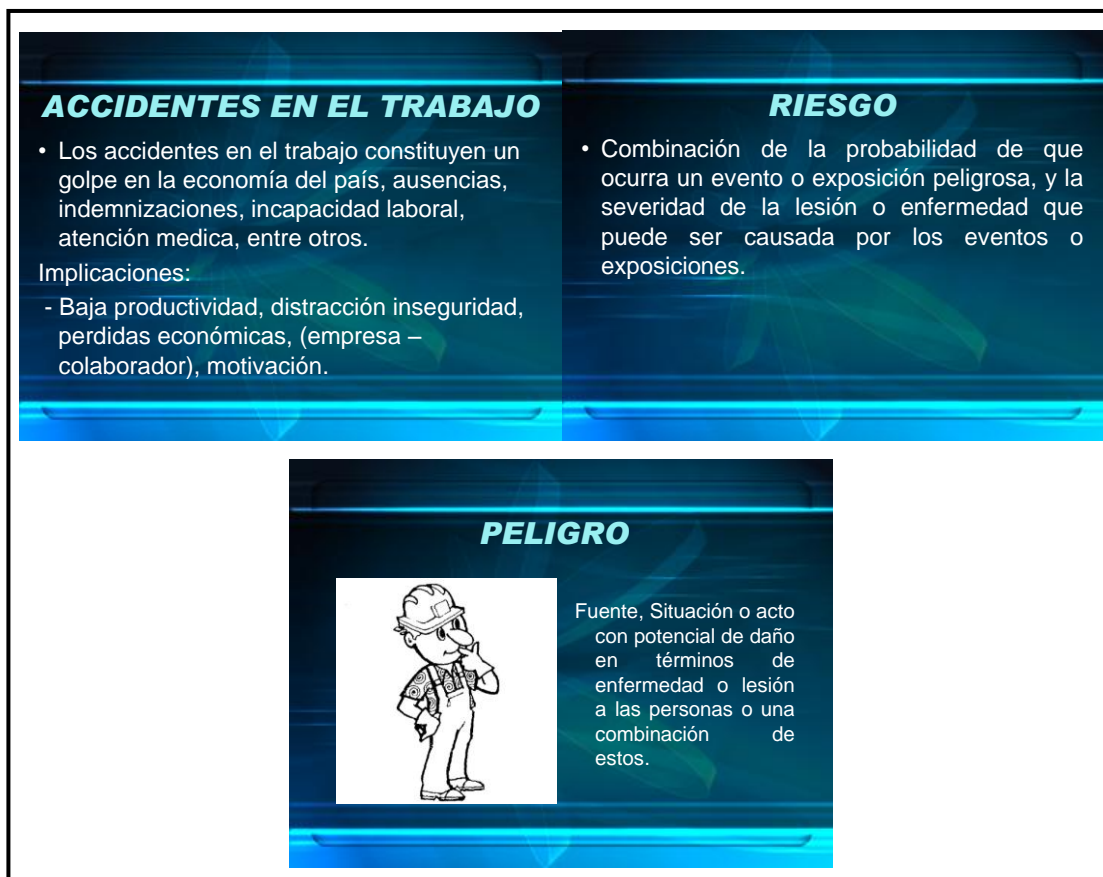 ACCIDENTES EN EL TRABAJO
• Los accidentes en el trabajo constituyen un
golpe en la economía del país, ausencias,
indemnizaciones, incapacidad laboral,
atención medica, entre otros.
Implicaciones:
- Baja productividad, distracción inseguridad,
perdidas económicas, (empresa –
colaborador), motivación.
RIESGO
• Combinación de la probabilidad de que
ocurra un evento o exposición peligrosa, y la
severidad de la lesión o enfermedad que
puede ser causada por los eventos o
exposiciones.
PELIGRO
Fuente, Situación o acto
con potencial de daño
en términos de
enfermedad o lesión
a las personas o una
combinación de
estos.